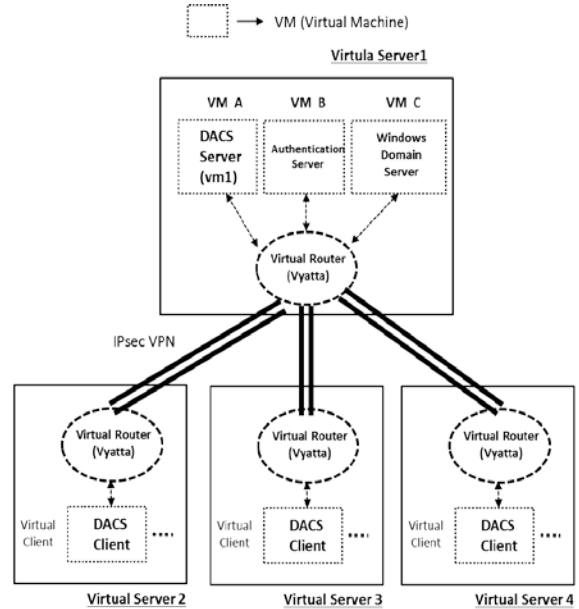 VM (Virtual Machine)
Virtula Server1
VM A
VM B
VM C
DACS
Server
(vm1)
Authentication
Server
Windows
Domain
Server
Virtual Router
(Vyatta)
IPsec VPN
Virtual Router
(Vyatta)
Virtual Router
(Vyatta)
Virtual Router
(Vyatta)
Virtual
Client
DACS
Client
Virtual
Client
DACS
Client
Virtual
Client
DACS
Client
Virtual Server 2
Virtual Server 3
Virtual Server 4